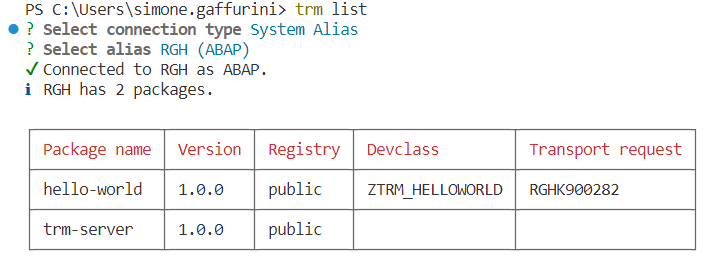 PS C:\Users\simone.gaffurini> trm list
? Select connection type System Alias
? Select alias RGH (ABAP)
✔ Connected to RGH as ABAP.
ℹ RGH has 2 packages.
Package name Version Registry Devclass Transport request
hello-world 1.0.0 public ZTRM_HELLOWORLD RGHK900282
trm-server 1.0.0 public